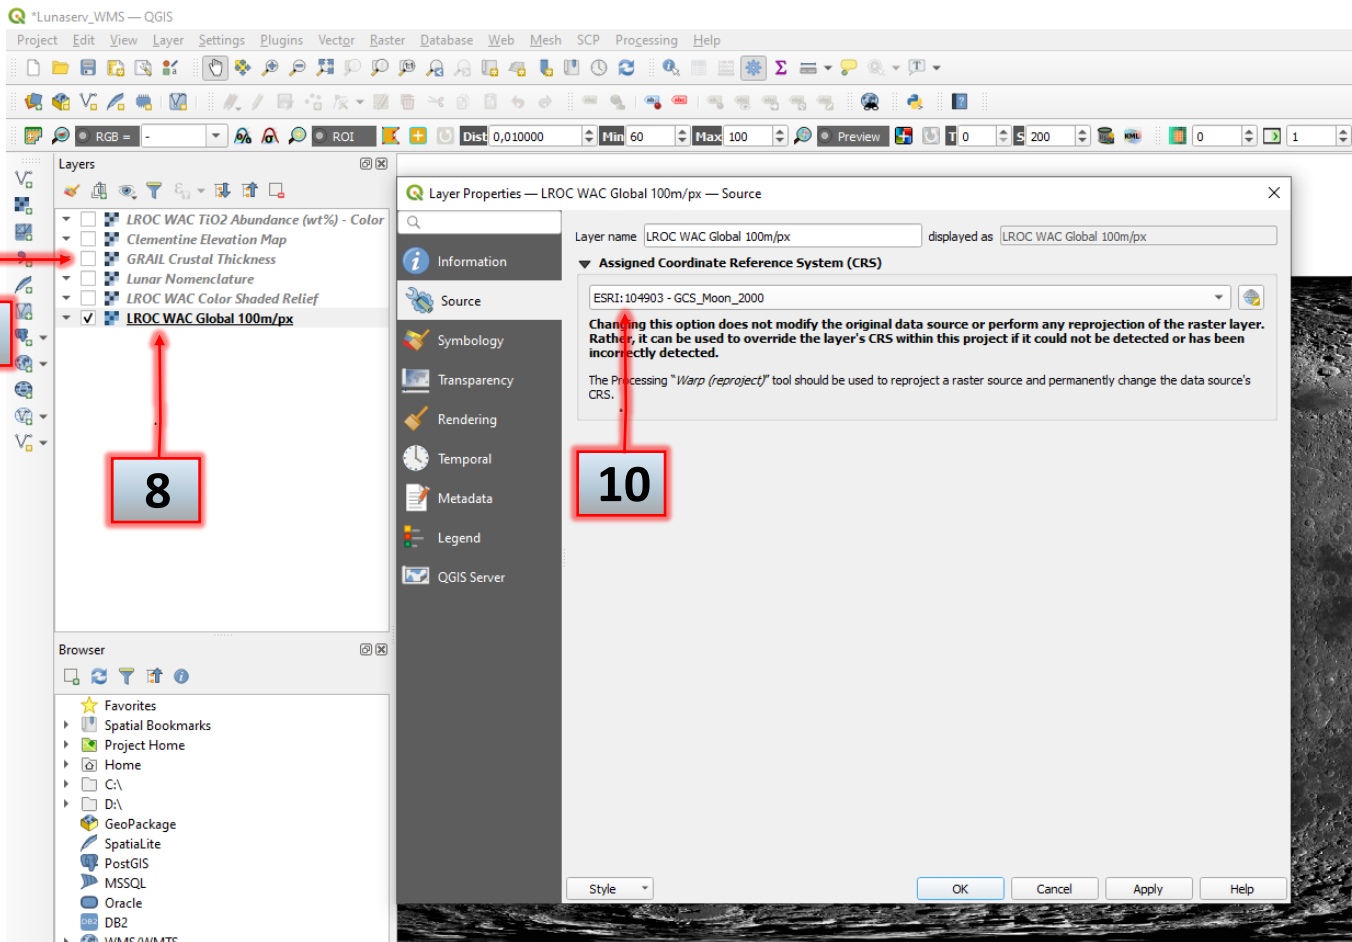 *Lunaserv_WMS — QGIS
Project Edit View Layer Settings Plugins Vector Raster Database Web Mesh SCP Processing Help
RGB = - ROI Dist 0,010000 Min 60 Max 100 Preview T 0 S 200 KML 0 1
Layers
LROC WAC TiO2 Abundance (wt%) - Color
Clementine Elevation Map
GRAIL Crustal Thickness
Lunar Nomenclature
LROC WAC Color Shaded Relief
LROC WAC Global 100m/px
8
Layer Properties — LROC WAC Global 100m/px — Source
Information
Source
Symbology
Transparency
Rendering
Temporal
Metadata
Legend
QGIS Server
Layer name LROC WAC Global 100m/px displayed as LROC WAC Global 100m/px
Assigned Coordinate Reference System (CRS)
ESRI:104903 - GCS_Moon_2000
Changing this option does not modify the original data source or perform any reprojection of the raster layer.
Rather, it can be used to override the layer's CRS within this project if it could not be detected or has been
incorrectly detected.
The Processing "Warp (reproject)" tool should be used to reproject a raster source and permanently change the data source's
CRS.
10
Style OK Cancel Apply Help
Browser
Favorites
Spatial Bookmarks
Project Home
Home
C:\
D:\
GeoPackage
SpatiaLite
PostGIS
MSSQL
Oracle
DB2 DB2
WMS/WMTS